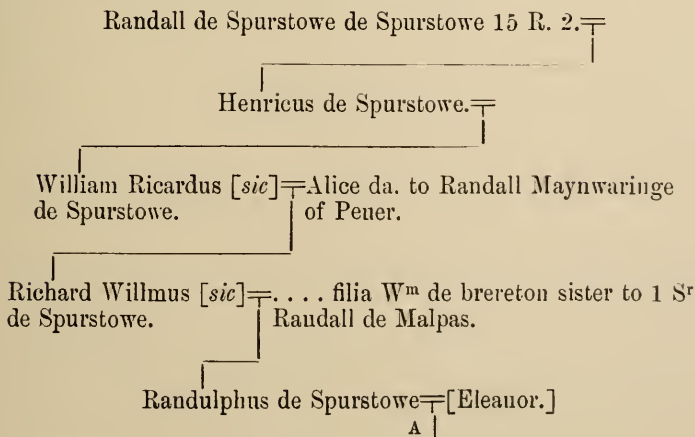 Randall de Spurstowe de Spurstowe 15 R. 2.
Henricus de Spurstowe.
William Ricardus [sic]=Alice da. to Randall Maynwaringe
de Spurstowe. of Peuer.
Richard Willmus [sic]=. . . . filia Wm de brereton sister to 1 Sr
de Spurstowe. Randall de Malpas.
Randulphus de Spurstowe=[Eleanor.]
A